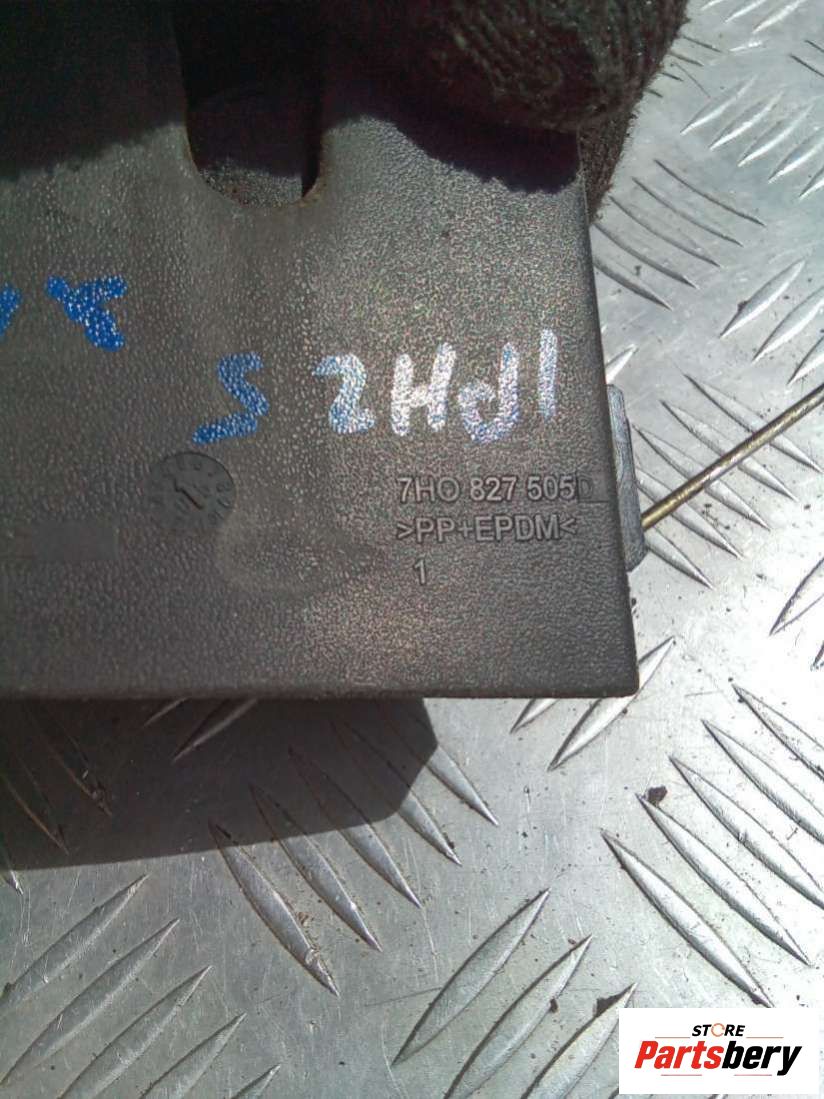 S 2HdI
7HO 827 505D
>PP+EPDM<
1
STORE
Partsbery